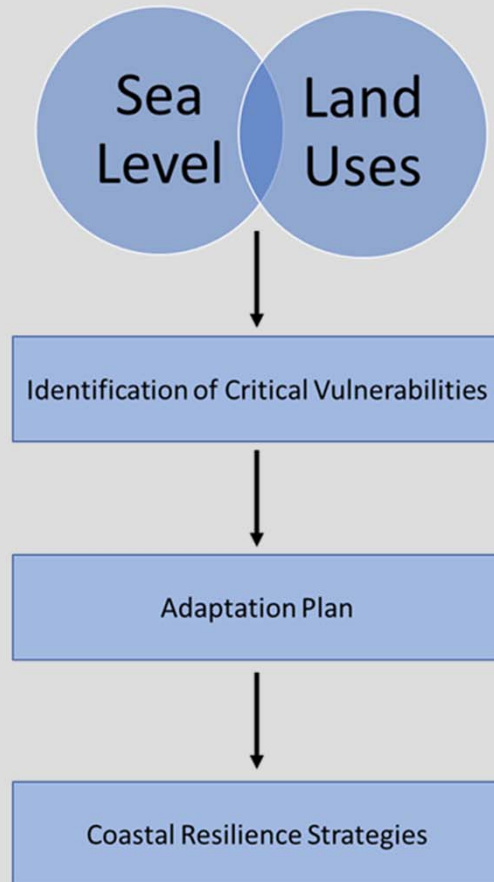 Sea
Level
Land
Uses
Identification of Critical Vulnerabilities
Adaptation Plan
Coastal Resilience Strategies